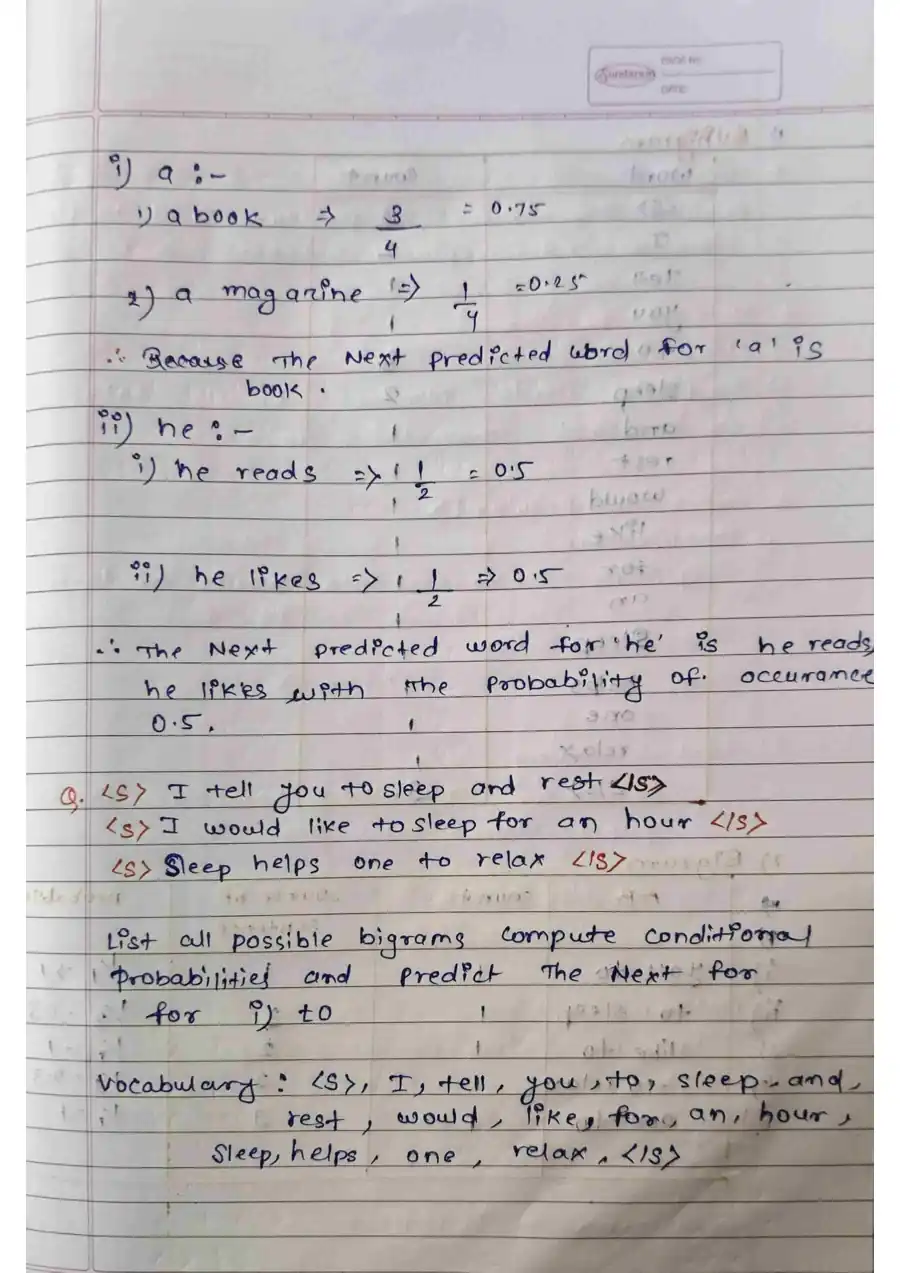 PAGE No.
DATE
i) a :-
1) a book ⇒ 3/4 = 0.75
2) a magazine ⇒ 1/4 = 0.25
∴ Because The Next predicted word for 'a' is
book.
ii) he :-
i) he reads => 1/2 = 0.5
ii) he likes => 1/2 => 0.5
∴ The Next predicted word for 'he' is he reads,
he likes with the probability of. occurance
0.5.
Q. <S> I tell you to sleep and rest </S>
<S> I would like to sleep for an hour </S>
<S> Sleep helps one to relax </S>
List all possible bigrams compute conditional
probabilities and predict The Next for
for i) to
Vocabulary : <S>, I, tell, you, to, sleep, and,
rest, would, like, for, an, hour,
Sleep, helps, one, relax, </S>